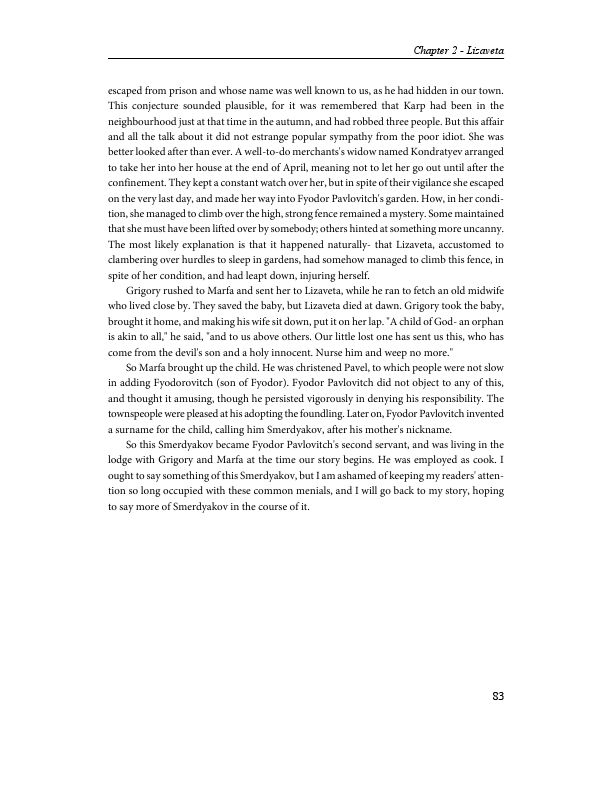 Chapter 2 - Lizaveta
escaped from prison and whose name was well known to us, as he had hidden in our town.
This conjecture sounded plausible, for it was remembered that Karp had been in the
neighbourhood just at that time in the autumn, and had robbed three people. But this affair
and all the talk about it did not estrange popular sympathy from the poor idiot. She was
better looked after than ever. A well-to-do merchants's widow named Kondratyev arranged
to take her into her house at the end of April, meaning not to let her go out until after the
confinement. They kept a constant watch over her, but in spite of their vigilance she escaped
on the very last day, and made her way into Fyodor Pavlovitch's garden. How, in her condi-
tion, she managed to climb over the high, strong fence remained a mystery. Some maintained
that she must have been lifted over by somebody; others hinted at something more uncanny.
The most likely explanation is that it happened naturally- that Lizaveta, accustomed to
clambering over hurdles to sleep in gardens, had somehow managed to climb this fence, in
spite of her condition, and had leapt down, injuring herself.
Grigory rushed to Marfa and sent her to Lizaveta, while he ran to fetch an old midwife
who lived close by. They saved the baby, but Lizaveta died at dawn. Grigory took the baby,
brought it home, and making his wife sit down, put it on her lap. "A child of God- an orphan
is akin to all," he said, "and to us above others. Our little lost one has sent us this, who has
come from the devil's son and a holy innocent. Nurse him and weep no more."
So Marfa brought up the child. He was christened Pavel, to which people were not slow
in adding Fyodorovitch (son of Fyodor). Fyodor Pavlovitch did not object to any of this,
and thought it amusing, though he persisted vigorously in denying his responsibility. The
townspeople were pleased at his adopting the foundling. Later on, Fyodor Pavlovitch invented
a surname for the child, calling him Smerdyakov, after his mother's nickname.
So this Smerdyakov became Fyodor Pavlovitch's second servant, and was living in the
lodge with Grigory and Marfa at the time our story begins. He was employed as cook. I
ought to say something of this Smerdyakov, but I am ashamed of keeping my readers' atten-
tion so long occupied with these common menials, and I will go back to my story, hoping
to say more of Smerdyakov in the course of it.
83